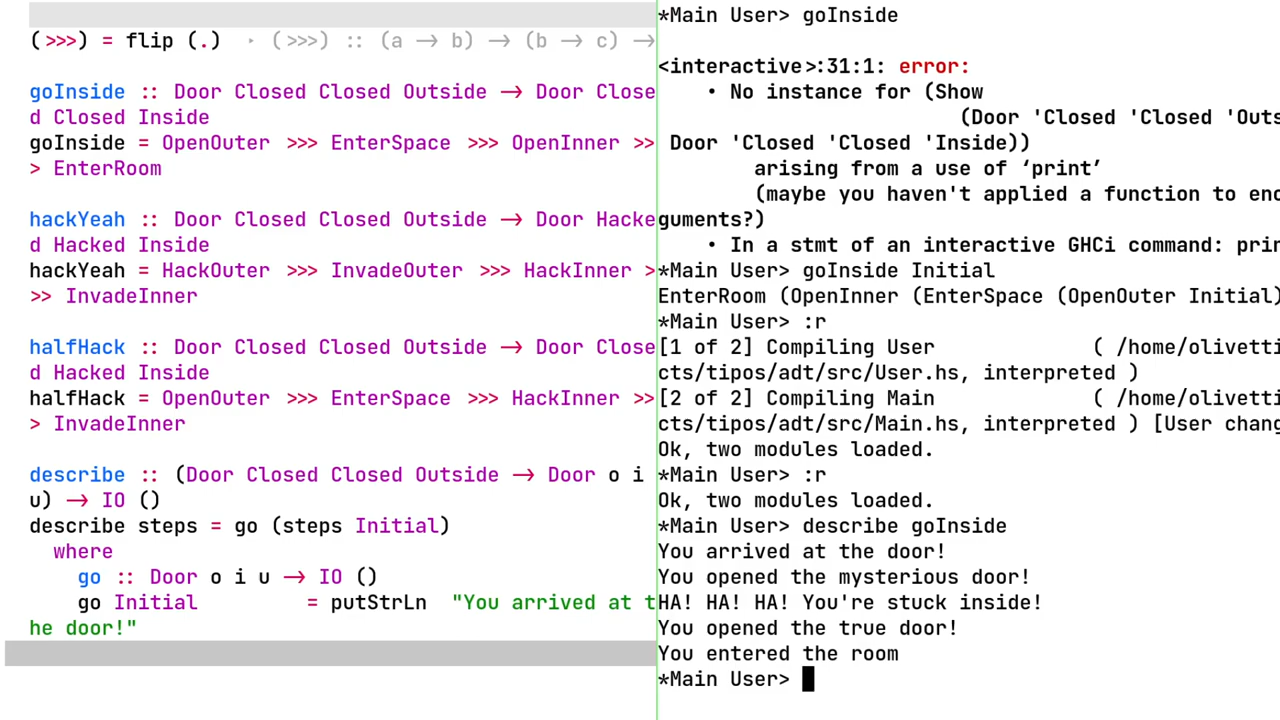 (>>>) = flip (.)  ‣ (>>>) :: (a → b) → (b → c) →
goInside :: Door Closed Closed Outside → Door Close
d Closed Inside
goInside = OpenOuter >>> EnterSpace >>> OpenInner >>
> EnterRoom
hackYeah :: Door Closed Closed Outside → Door Hacke
d Hacked Inside
hackYeah = HackOuter >>> InvadeOuter >>> HackInner >
>> InvadeInner
halfHack :: Door Closed Closed Outside → Door Close
d Hacked Inside
halfHack = OpenOuter >>> EnterSpace >>> HackInner >>
> InvadeInner
describe :: (Door Closed Closed Outside → Door o i
u) → IO ()
describe steps = go (steps Initial)
where
go :: Door o i u → IO ()
go Initial         = putStrLn  "You arrived at t
he door!"
*Main User> goInside
<interactive>:31:1: error:
• No instance for (Show
(Door 'Closed 'Closed 'Outs
Door 'Closed 'Closed 'Inside))
arising from a use of ‘print’
(maybe you haven't applied a function to eno
guments?)
• In a stmt of an interactive GHCi command: prin
*Main User> goInside Initial
EnterRoom (OpenInner (EnterSpace (OpenOuter Initial)
*Main User> :r
[1 of 2] Compiling User             ( /home/olivetti
cts/tipos/adt/src/User.hs, interpreted )
[2 of 2] Compiling Main             ( /home/olivetti
cts/tipos/adt/src/Main.hs, interpreted ) [User chang
Ok, two modules loaded.
*Main User> :r
Ok, two modules loaded.
*Main User> describe goInside
You arrived at the door!
You opened the mysterious door!
HA! HA! HA! You're stuck inside!
You opened the true door!
You entered the room
*Main User>